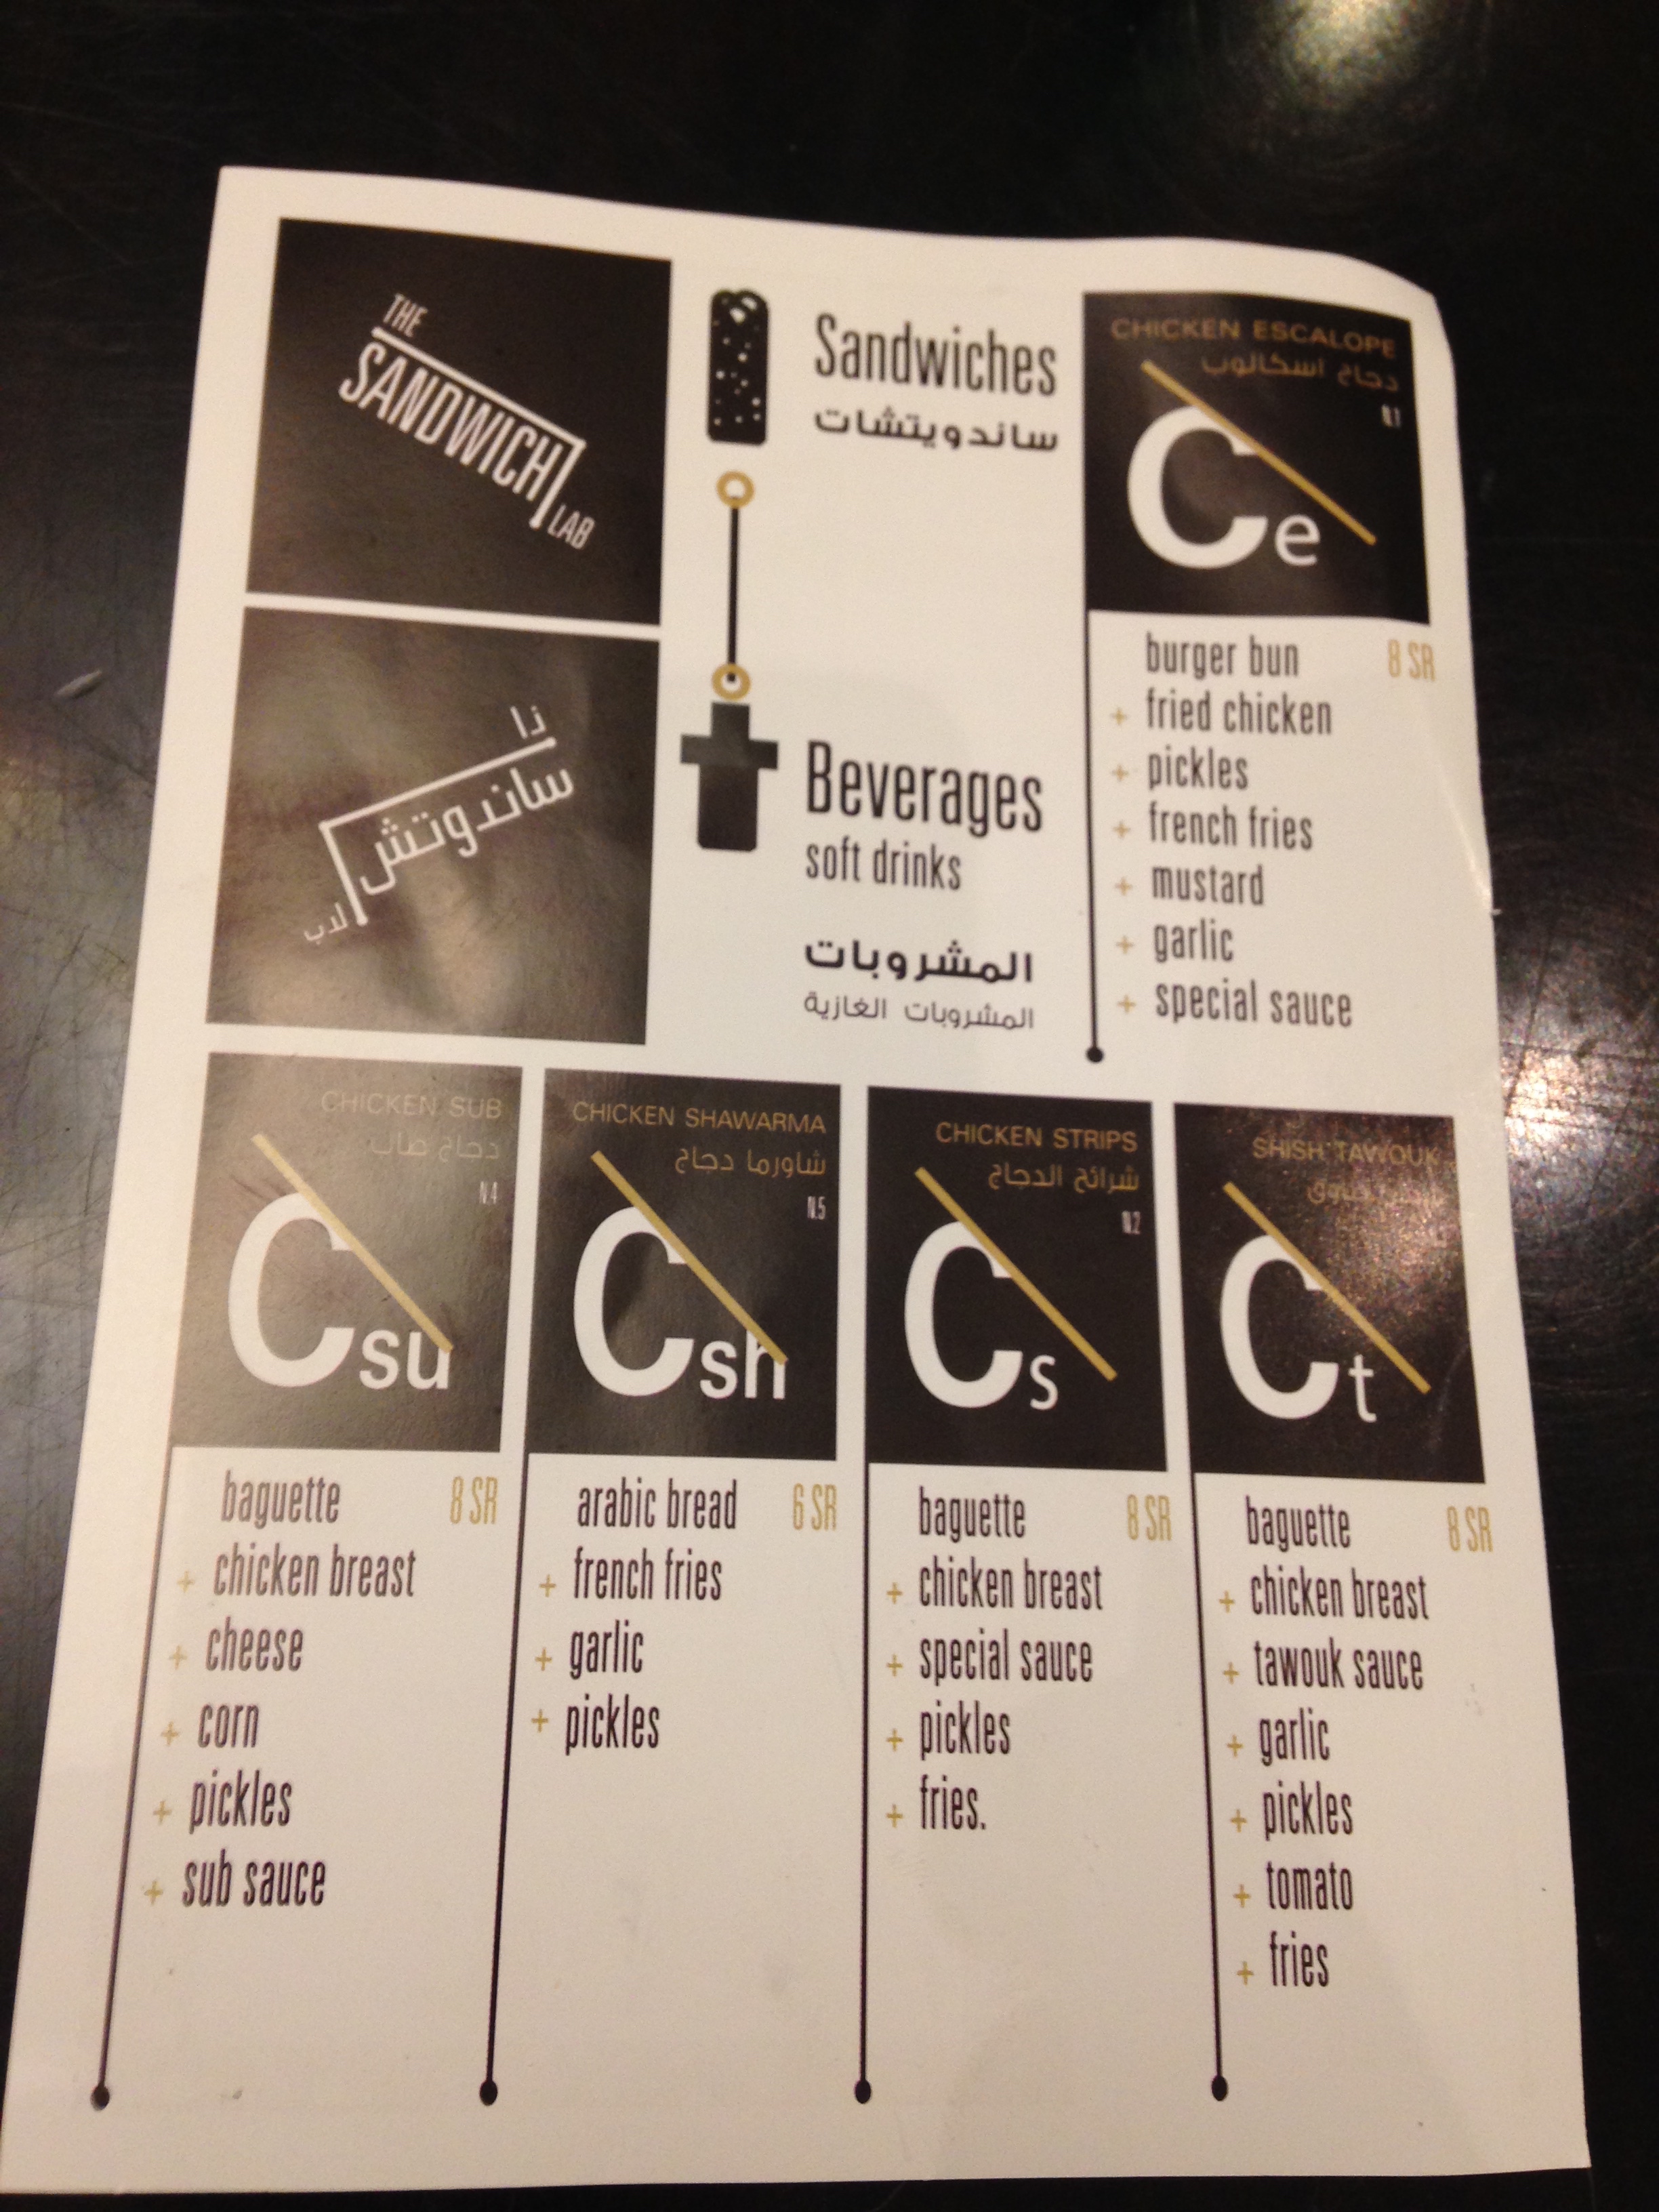 THE
SANDWICH
LAB
ذا
ساندوتش
لاب
Sandwiches
ساندويتشات
Beverages
soft drinks
المشروبات
المشروبات الغازية
CHICKEN ESCALOPE
دجاج اسكالوب
N.1
Ce
burger bun 8 SR
+ fried chicken
+ pickles
+ french fries
+ mustard
+ garlic
+ special sauce
CHICKEN SUB
دجاج صاب
N.4
Csu
baguette 8 SR
+ chicken breast
+ cheese
+ corn
+ pickles
+ sub sauce
CHICKEN SHAWARMA
شاورما دجاج
N.5
Csh
arabic bread 6 SR
+ french fries
+ garlic
+ pickles
CHICKEN STRIPS
شرائح الدجاج
N.2
Cs
baguette 8 SR
+ chicken breast
+ special sauce
+ pickles
+ fries.
SHISH TAWOUK
Ct
baguette 8 SR
+ chicken breast
+ tawouk sauce
+ garlic
+ pickles
+ tomato
+ fries